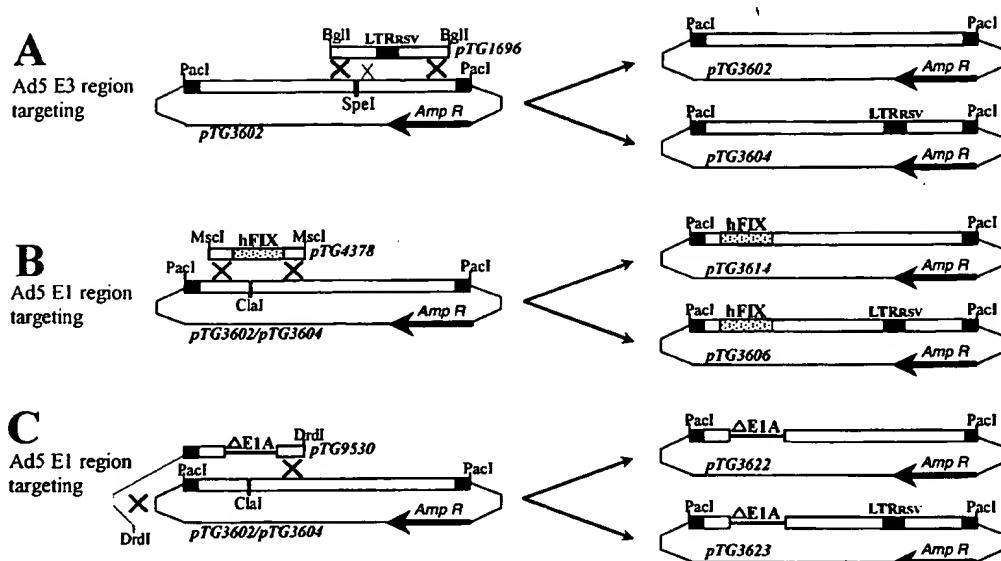 A
Ad5 E3 region
targeting
BglI LTRRSV BglI
pTG1696
PacI PacI
SpeI
Amp R
pTG3602
PacI PacI
pTG3602
Amp R
PacI LTRRSV PacI
pTG3604
Amp R
B
Ad5 E1 region
targeting
MscI hFIX MscI
pTG4378
PacI PacI
ClaI
Amp R
pTG3602/pTG3604
PacI hFIX PacI
pTG3614
Amp R
PacI hFIX LTRRSV PacI
pTG3606
Amp R
C
Ad5 E1 region
targeting
ΔE1A DrdI
pTG9530
PacI PacI
ClaI
DrdI
Amp R
pTG3602/pTG3604
PacI ΔE1A PacI
pTG3622
Amp R
PacI ΔE1A LTRRSV PacI
pTG3623
Amp R